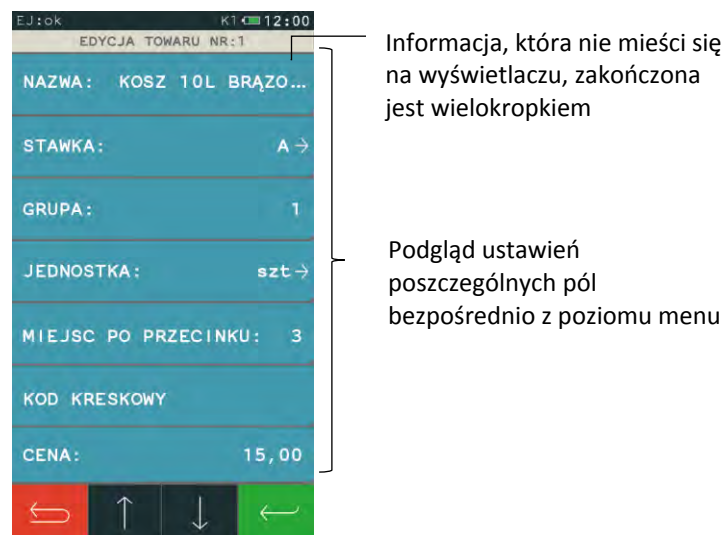 EJ:ok K1 12:00
EDYCJA TOWARU NR:1
NAZWA: KOSZ 10L BRĄZO...
STAWKA: A →
GRUPA: 1
JEDNOSTKA: szt →
MIEJSC PO PRZECINKU: 3
KOD KRESKOWY
CENA: 15,00
Informacja, która nie mieści się
na wyświetlaczu, zakończona
jest wielokropkiem
Podgląd ustawień
poszczególnych pól
bezpośrednio z poziomu menu